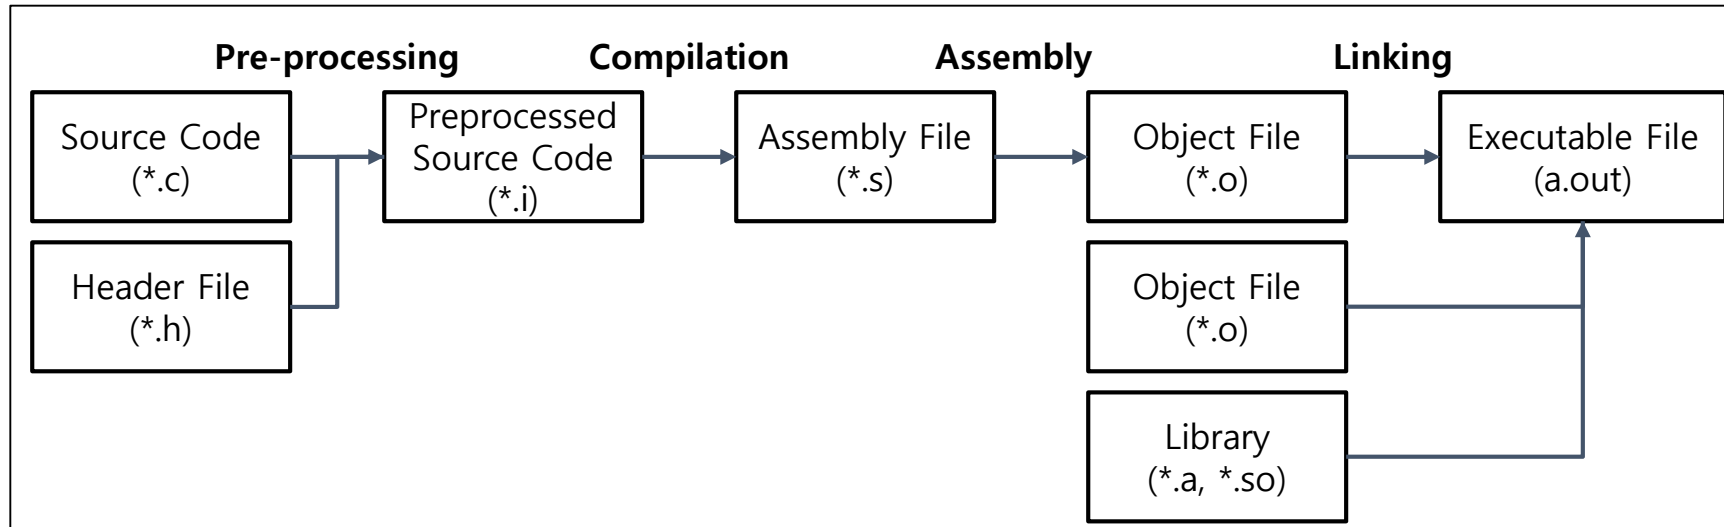 Pre-processing
Compilation
Assembly
Linking
Source Code
(*.c)
Preprocessed
Source Code
(*.i)
Assembly File
(*.s)
Object File
(*.o)
Executable File
(a.out)
Header File
(*.h)
Object File
(*.o)
Library
(*.a, *.so)